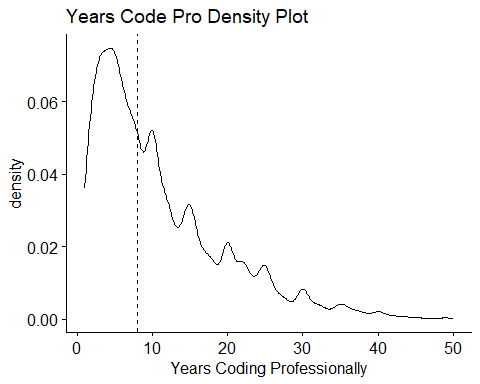 Years Code Pro Density Plot
density
0.06
0.04
0.02
0.00
0 10 20 30 40 50
Years Coding Professionally